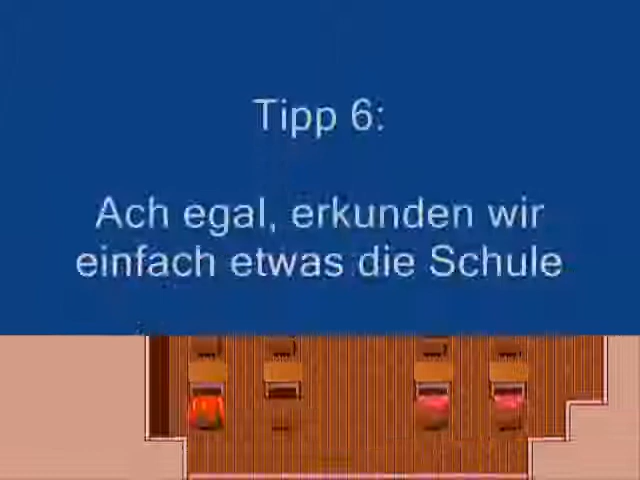 Tipp 6:
Ach egal, erkunden wir
einfach etwas die Schule